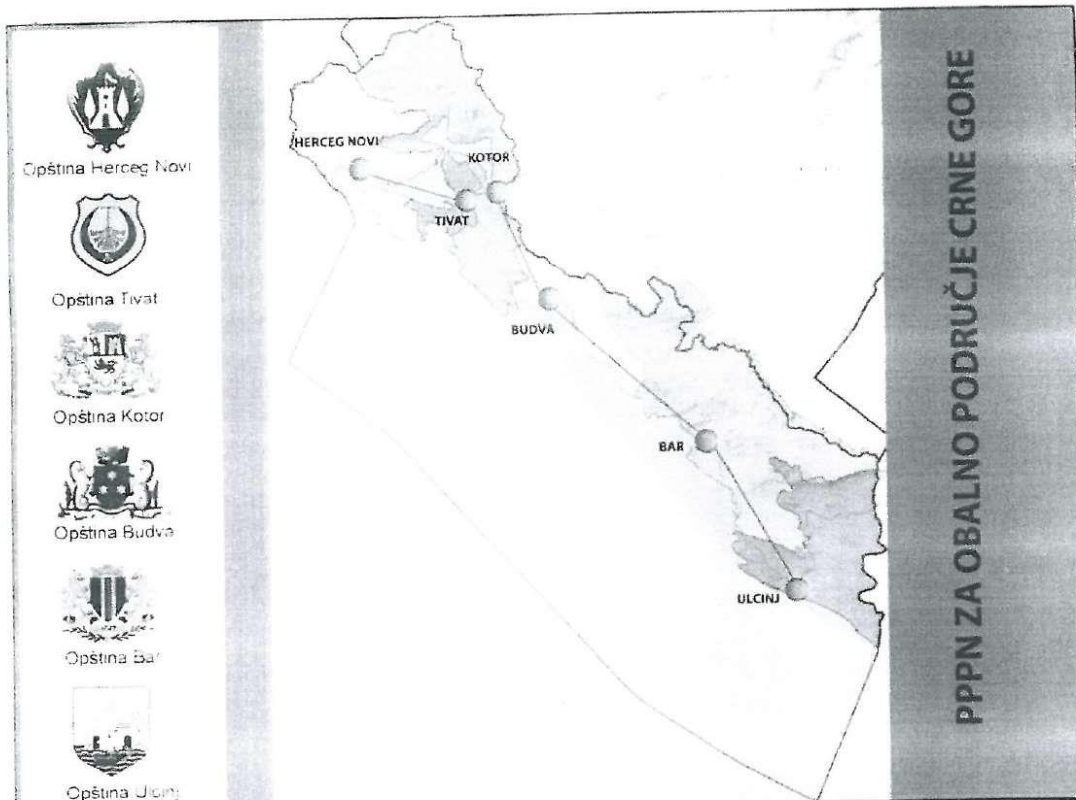 Opština Herceg Novi
Opština Tivat
Opština Kotor
Opština Budva
Opština Bar
Opština Ulcinj
HERCEG NOVI
KOTOR
TIVAT
BUDVA
BAR
ULCINJ
PPPN ZA OBALNO PODRUČJE CRNE GORE